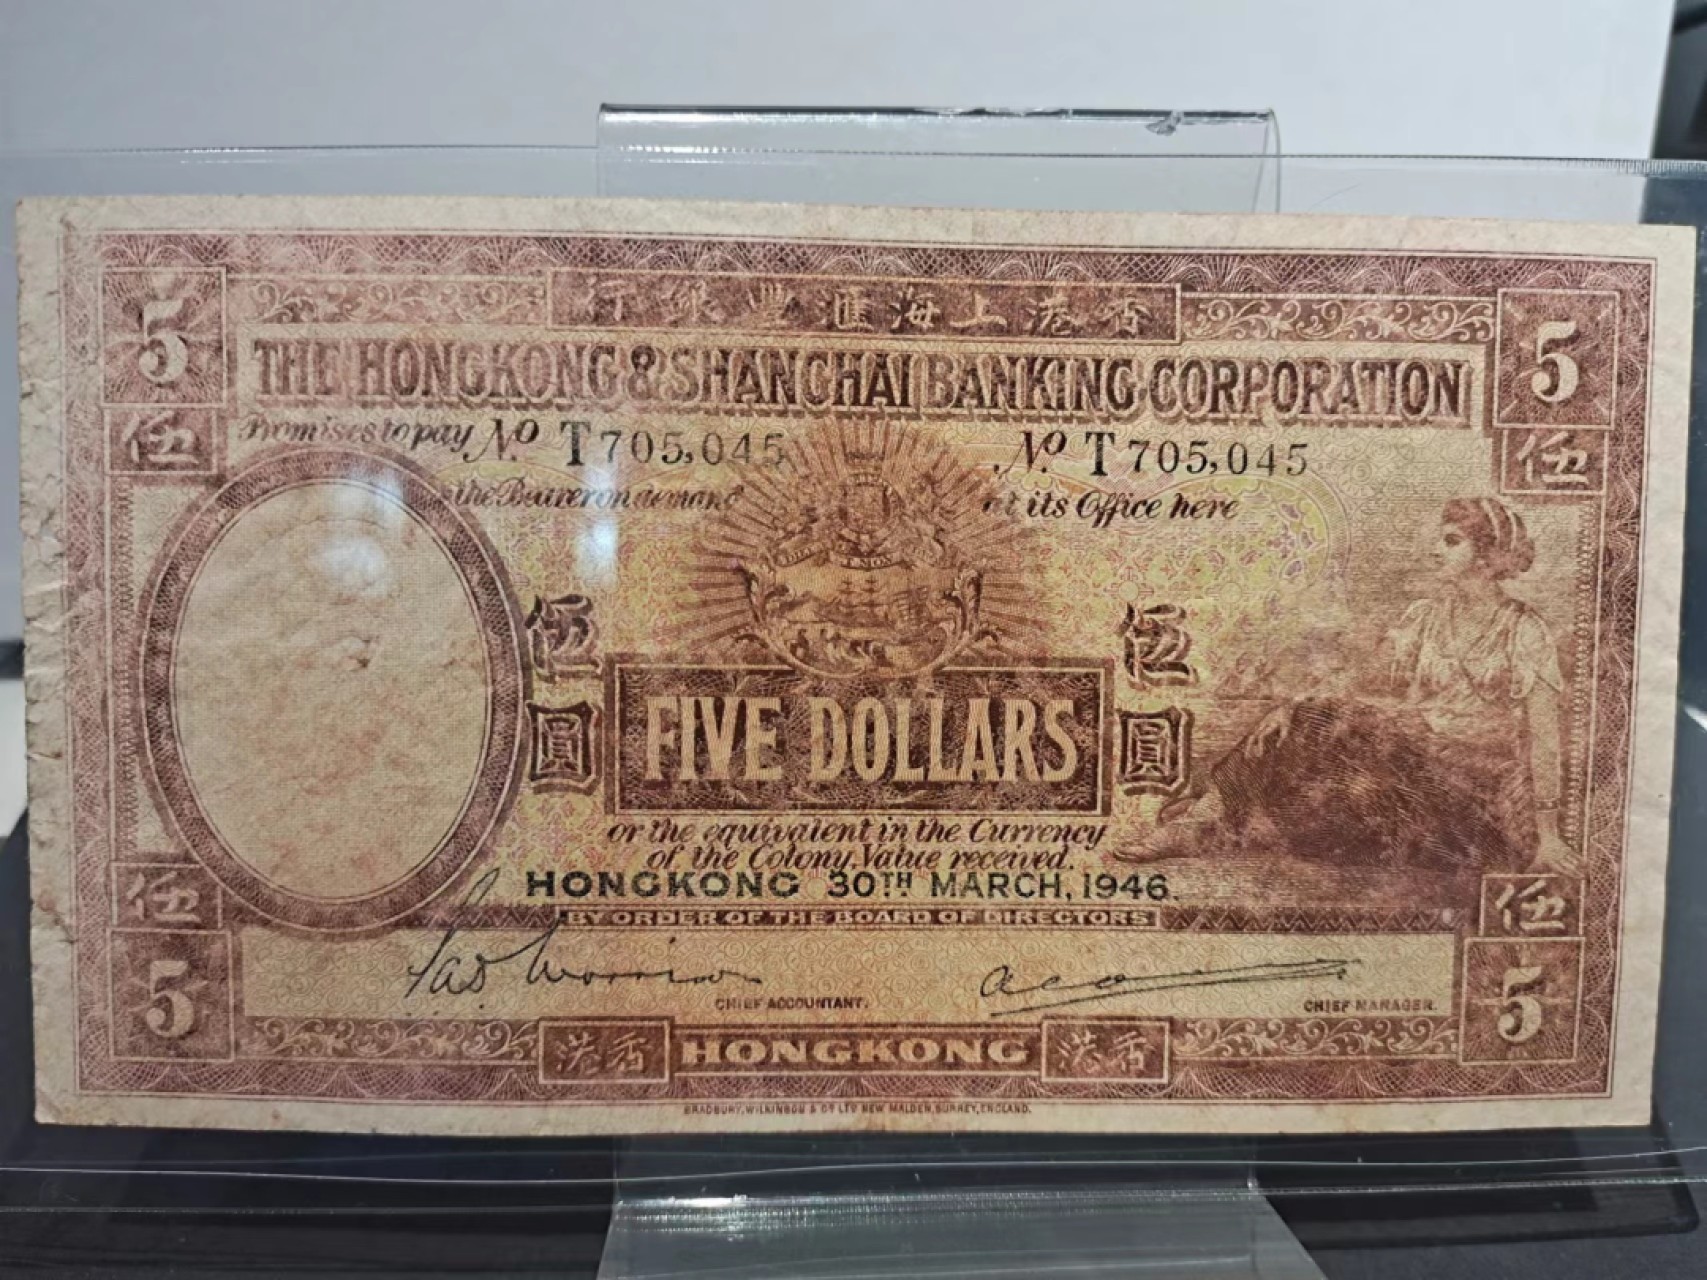 行銀豐滙海上港香
5 5
THE HONGKONG & SHANGHAI BANKING CORPORATION
Promises to pay No. T 705,045 No. T 705,045
伍 伍
the Bearer on demand at its Office here
伍圓 伍圓
FIVE DOLLARS
or the equivalent in the Currency
of the Colony, Value received.
HONGKONG 30TH MARCH, 1946.
伍 伍
BY ORDER OF THE BOARD OF DIRECTORS
CHIEF ACCOUNTANT. CHIEF MANAGER.
5 5
港香 HONGKONG 港香
BRADBURY, WILKINSON & Co LTD NEW MALDEN, SURREY, ENGLAND.